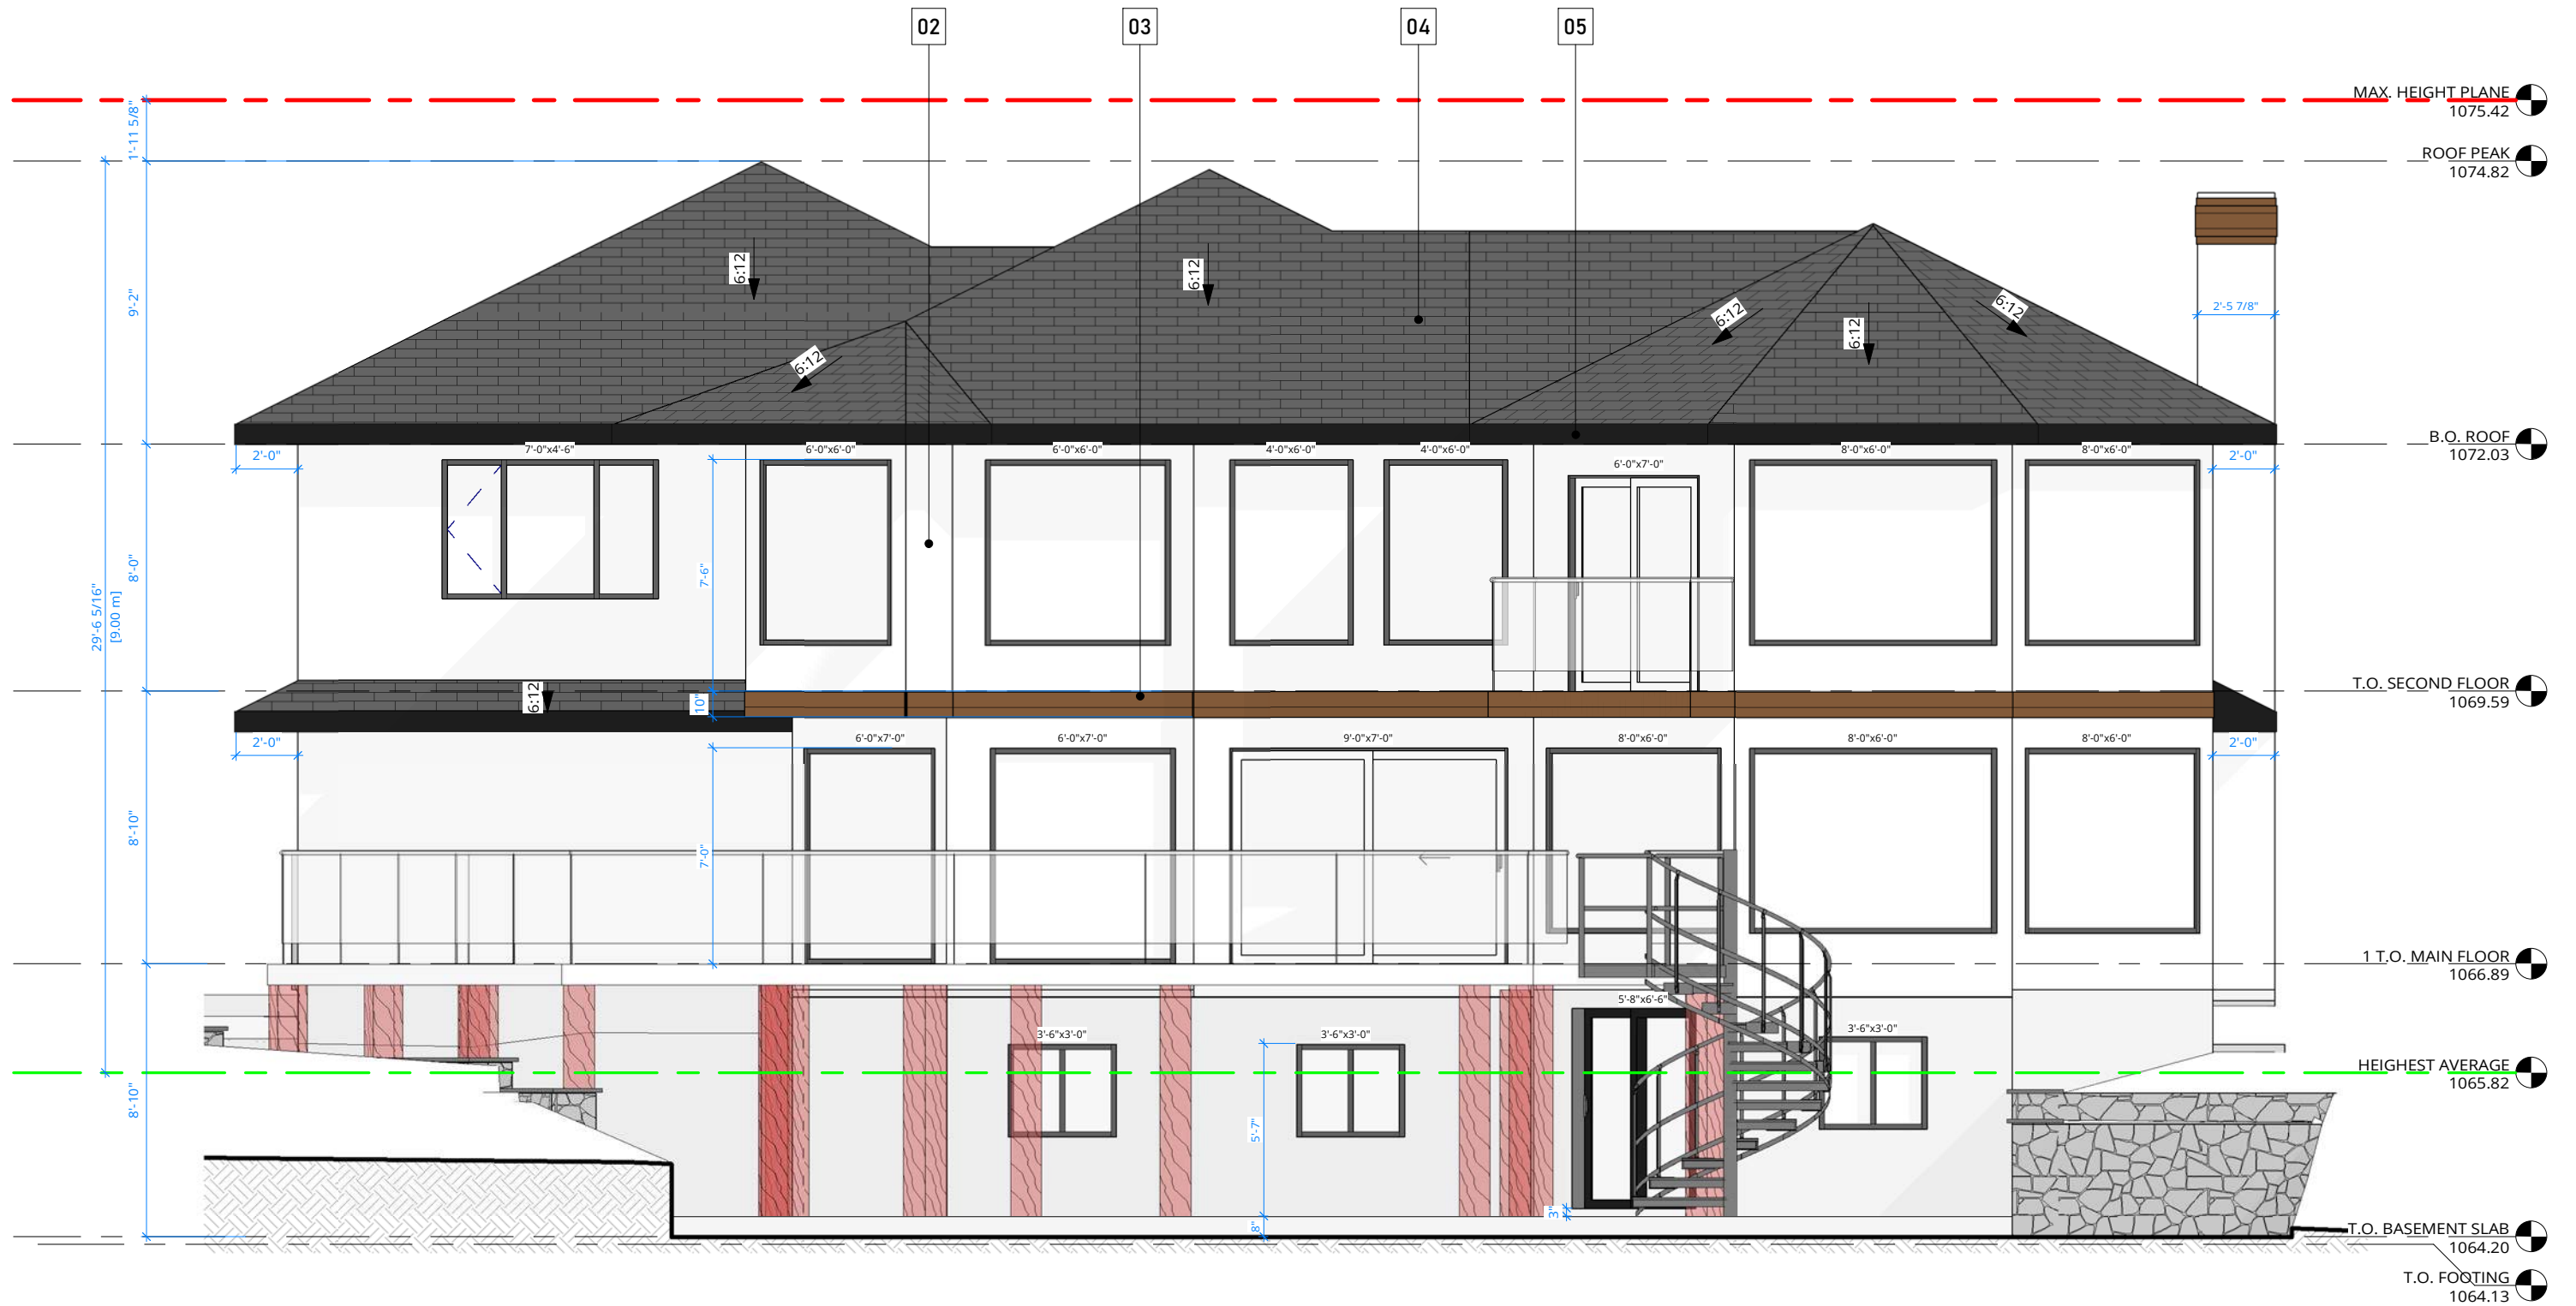 02
03
04
05
MAX. HEIGHT PLANE
1075.42
1'-11 5/8"
ROOF PEAK
1074.82
6:12
6:12
9'-2"
6:12
6:12
6:12
6:12
2'-5 7/8"
B.O. ROOF
1072.03
2'-0"
7'-0"x4'-6"
6'-0"x6'-0"
6'-0"x6'-0"
4'-0"x6'-0"
4'-0"x6'-0"
6'-0"x7'-0"
8'-0"x6'-0"
8'-0"x6'-0"
2'-0"
8'-0"
7'-6"
29'-6 5/16"
[9.00 m]
6:12
10"
T.O. SECOND FLOOR
1069.59
2'-0"
6'-0"x7'-0"
6'-0"x7'-0"
9'-0"x7'-0"
8'-0"x6'-0"
8'-0"x6'-0"
8'-0"x6'-0"
2'-0"
8'-10"
7'-0"
1 T.O. MAIN FLOOR
1066.89
5'-8"x6'-6"
3'-6"x3'-0"
3'-6"x3'-0"
3'-6"x3'-0"
HEIGHEST AVERAGE
1065.82
8'-10"
5'-7"
3"
8"
T.O. BASEMENT SLAB
1064.20
T.O. FOOTING
1064.13